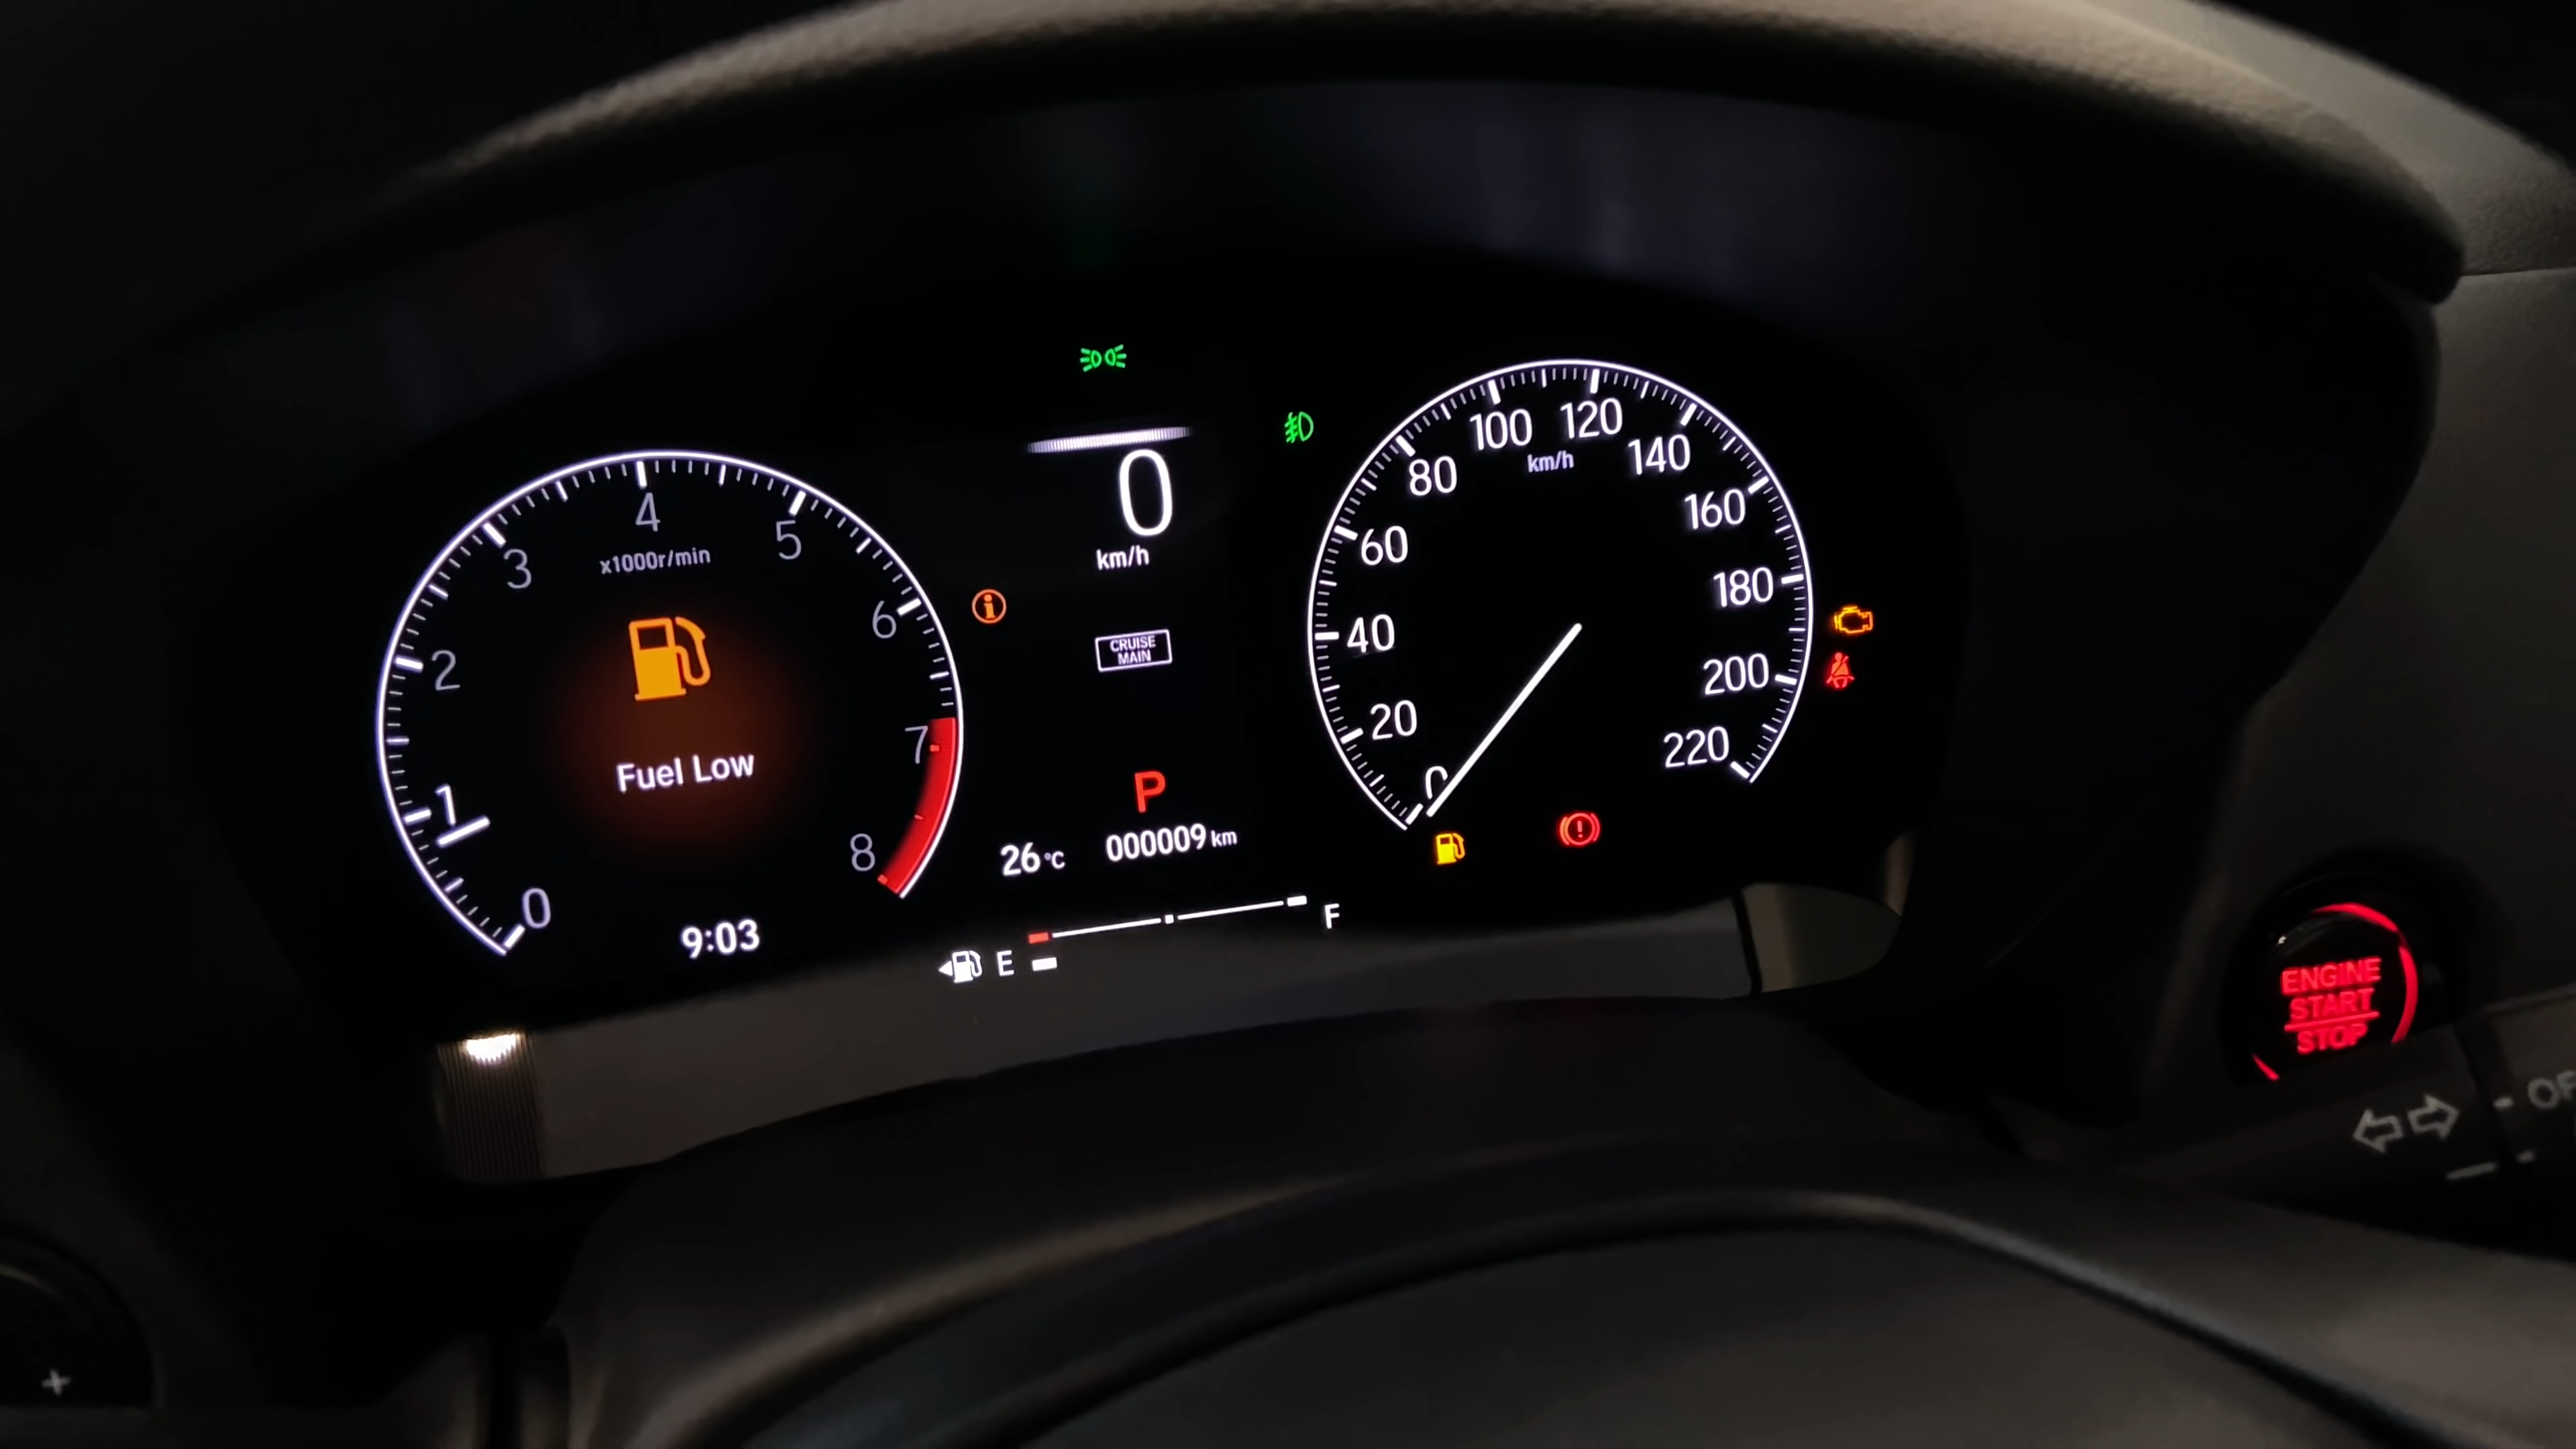 4
3
5
x1000r/min
2
6
1
7
Fuel Low
0
8
9:03
0
km/h
CRUISE
MAIN
P
26°C
000009 km
E
F
100
120
80
km/h
140
60
160
40
180
20
200
0
220
ENGINE
START
STOP
+